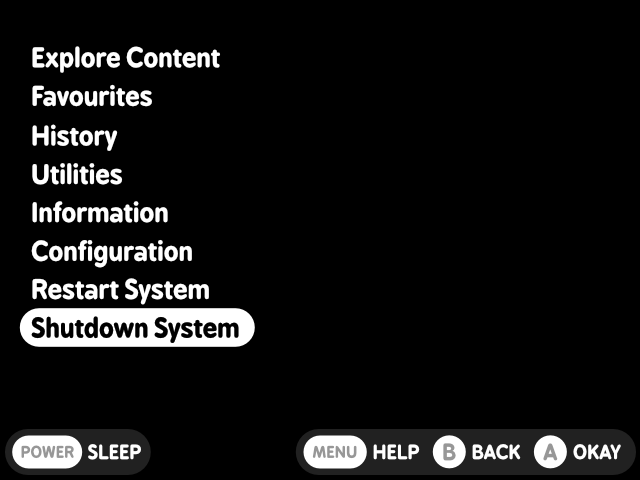 Explore Content
Favourites
History
Utilities
Information
Configuration
Restart System
Shutdown System
POWER SLEEP MENU HELP B BACK A OKAY